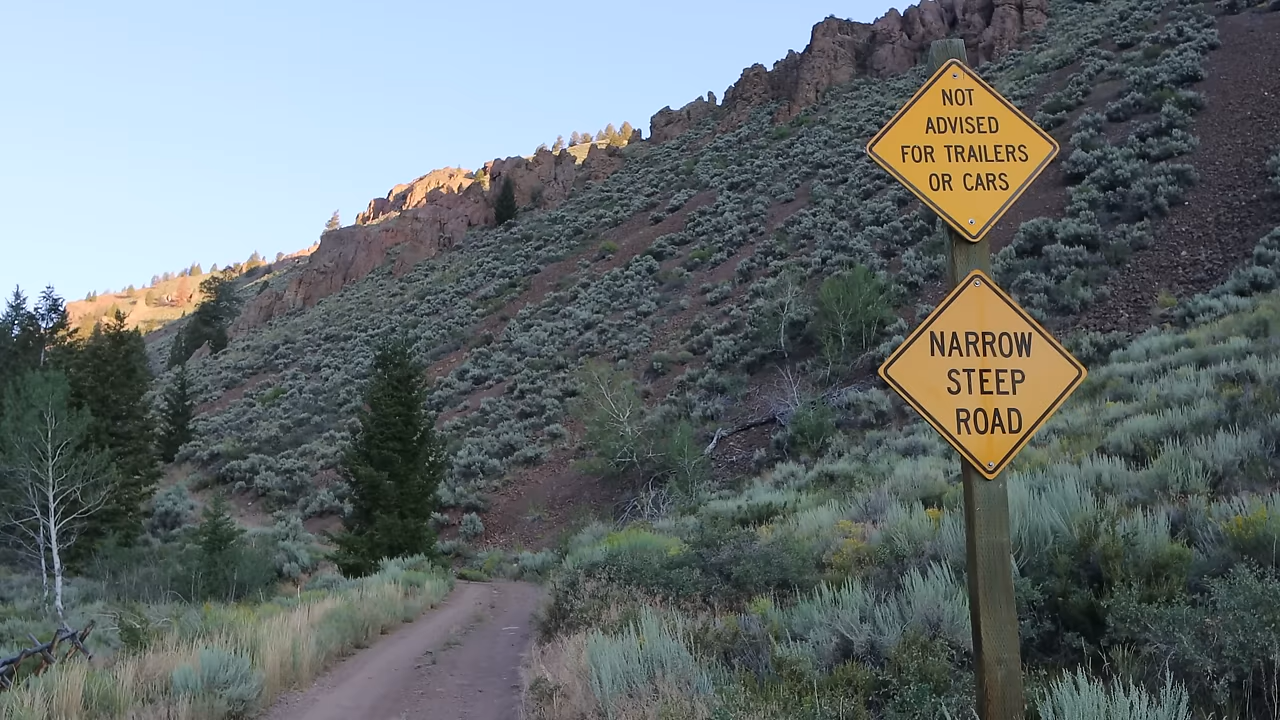 NOT
ADVISED
FOR TRAILERS
OR CARS
NARROW
STEEP
ROAD